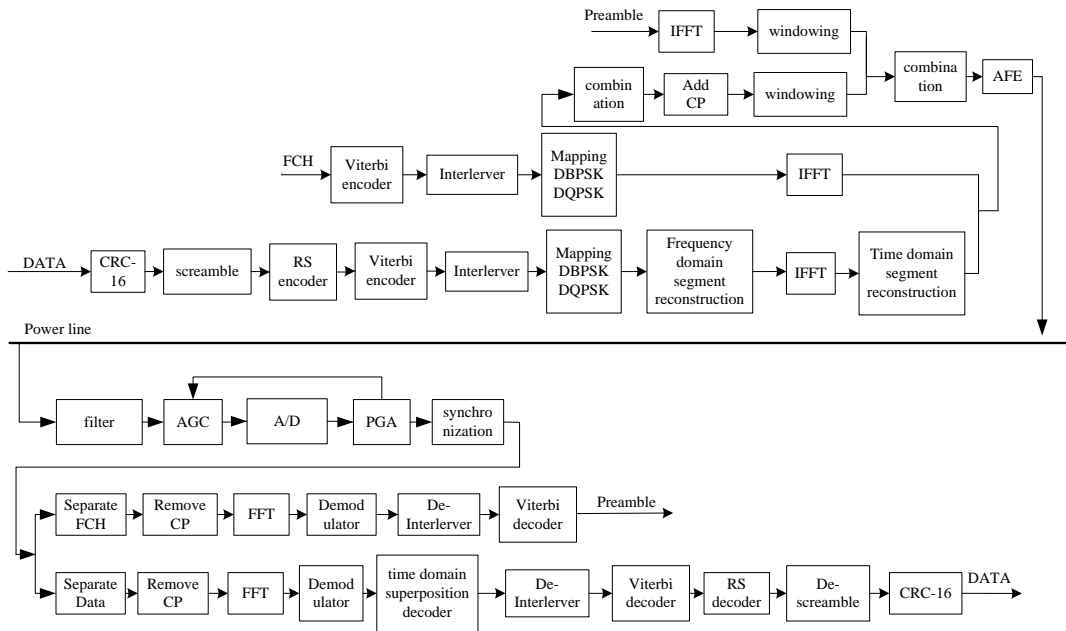 Preamble
IFFT
windowing
combin
ation
Add
CP
windowing
combina
tion
AFE
FCH
Viterbi
encoder
Interlerver
Mapping
DBPSK
DQPSK
IFFT
DATA
CRC-
16
screamble
RS
encoder
Viterbi
encoder
Interlerver
Mapping
DBPSK
DQPSK
Frequency
domain
segment
reconstruction
IFFT
Time domain
segment
reconstruction
Power line
filter
AGC
A/D
PGA
synchro
nization
Separate
FCH
Remove
CP
FFT
Demod
ulator
De-
Interlerver
Viterbi
decoder
Preamble
Separate
Data
Remove
CP
FFT
Demod
ulator
time domain
superposition
decoder
De-
Interlerver
Viterbi
decoder
RS
decoder
De-
screamble
CRC-16
DATA